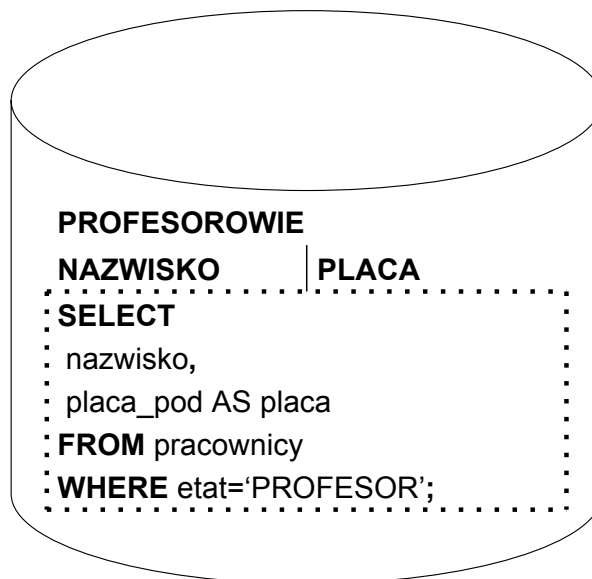 PROFESOROWIE
NAZWISKO PLACA
SELECT
nazwisko,
placa_pod AS placa
FROM pracownicy
WHERE etat=‘PROFESOR’;